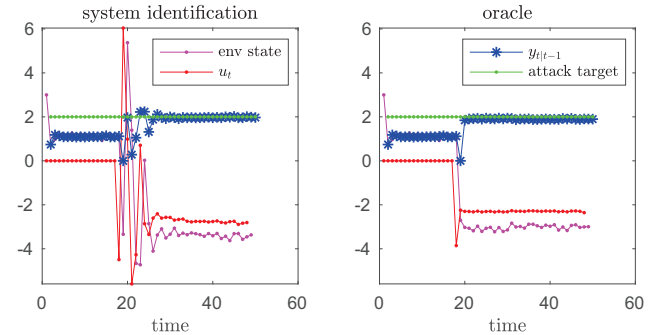 system identification
oracle
6
4
2
0
-2
-4
0
20
40
60
time
env state
u_t
6
4
2
0
-2
-4
0
20
40
60
time
y_{t|t-1}
attack target